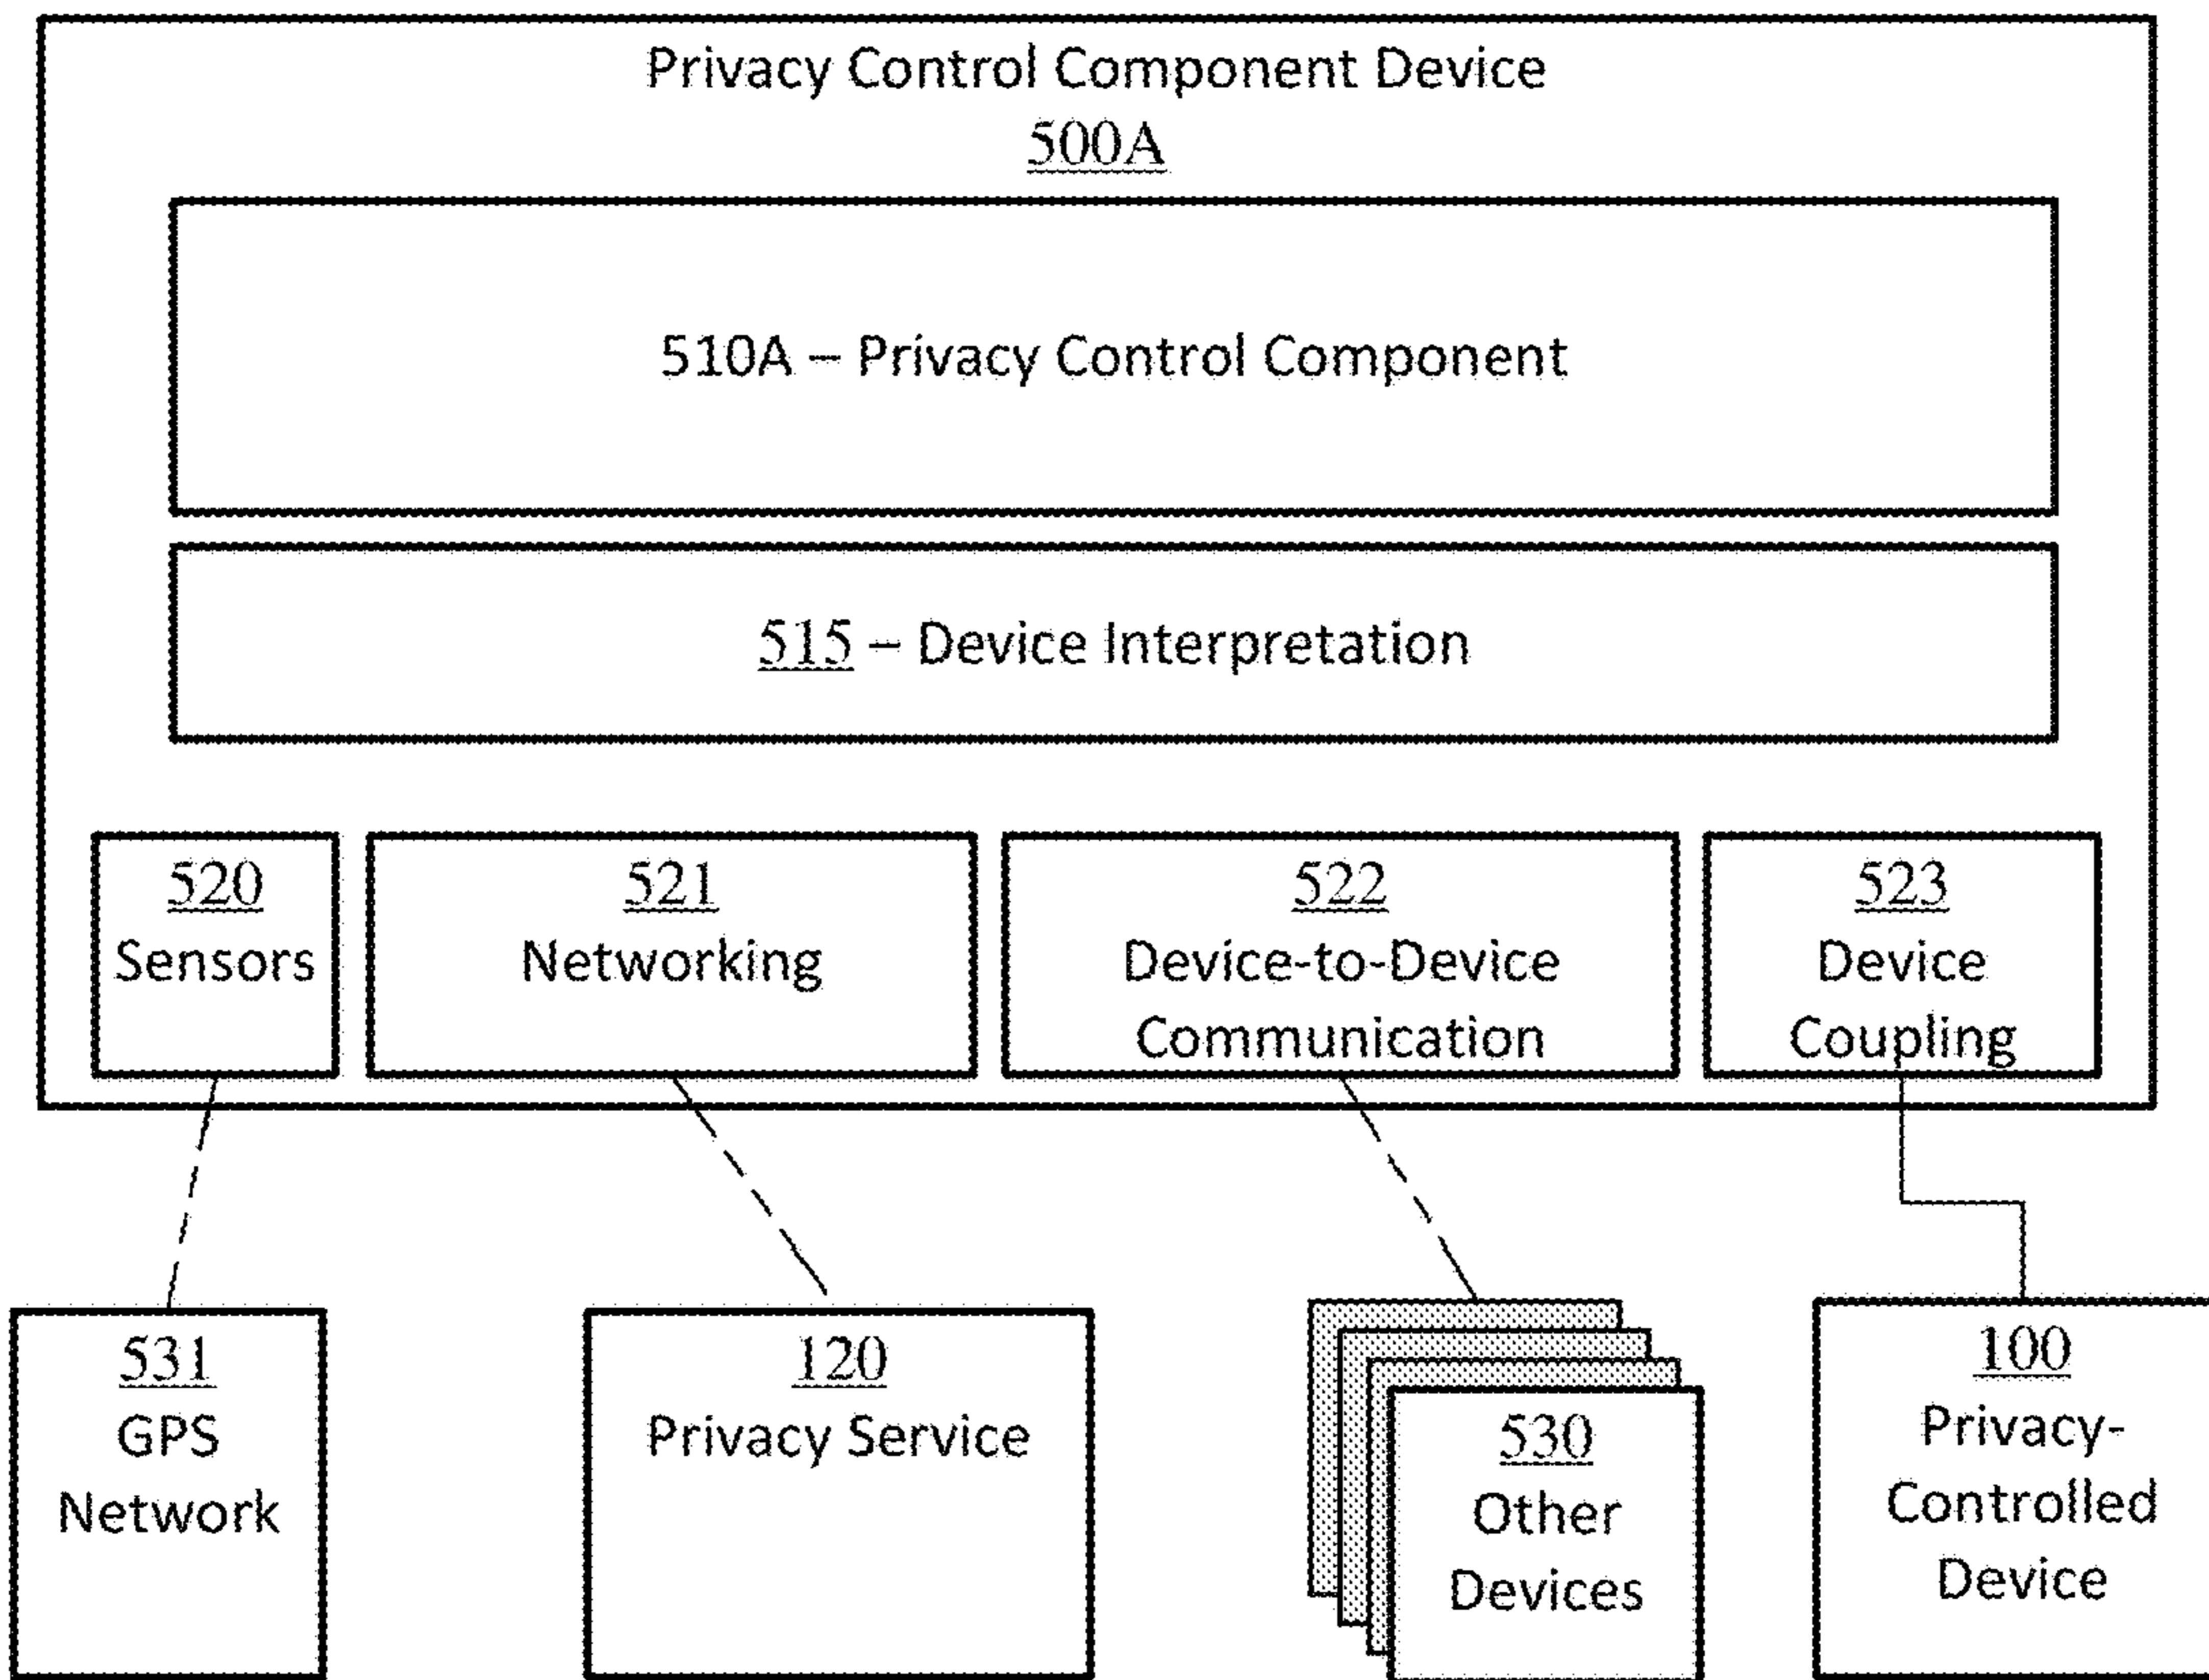 Privacy Control Component Device
500A
510A – Privacy Control Component
515 – Device Interpretation
520
Sensors
521
Networking
522
Device-to-Device
Communication
523
Device
Coupling
531
GPS
Network
120
Privacy Service
530
Other
Devices
100
Privacy-
Controlled
Device